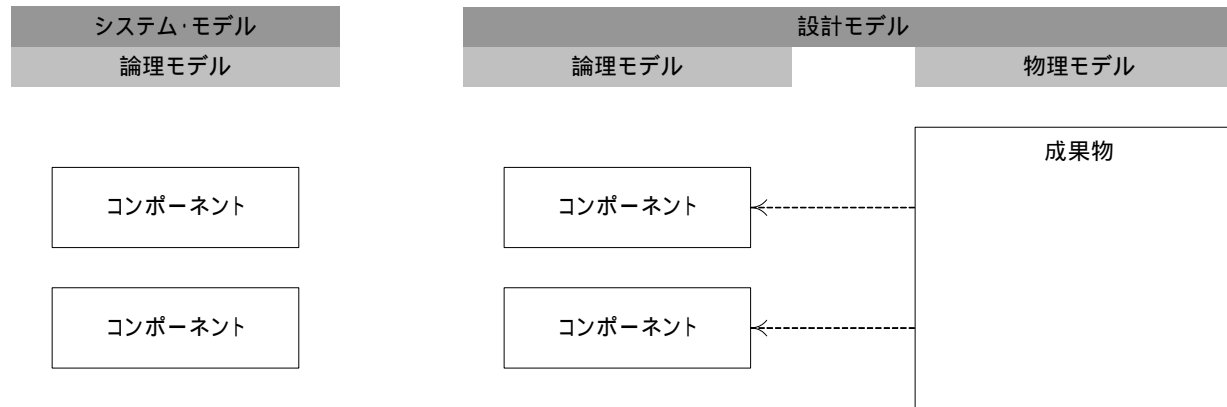 システム・モデル
設計モデル
論理モデル
論理モデル
物理モデル
成果物
コンポーネント
コンポーネント
コンポーネント
コンポーネント